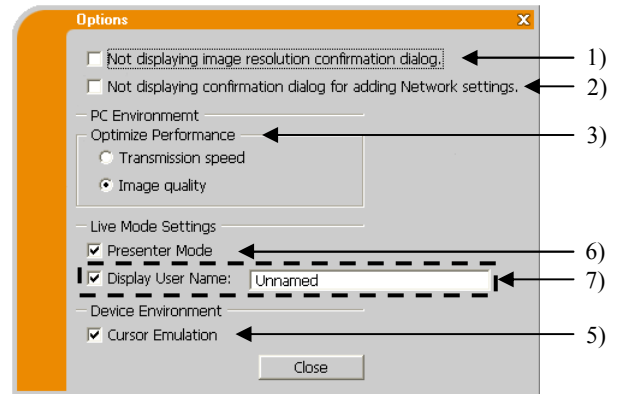 Options
Not displaying image resolution confirmation dialog. 1)
Not displaying confirmation dialog for adding Network settings. 2)
PC Environmemt
Optimize Performance 3)
Transmission speed
Image quality
Live Mode Settings
Presenter Mode 6)
Display User Name: Unnamed 7)
Device Environment
Cursor Emulation 5)
Close